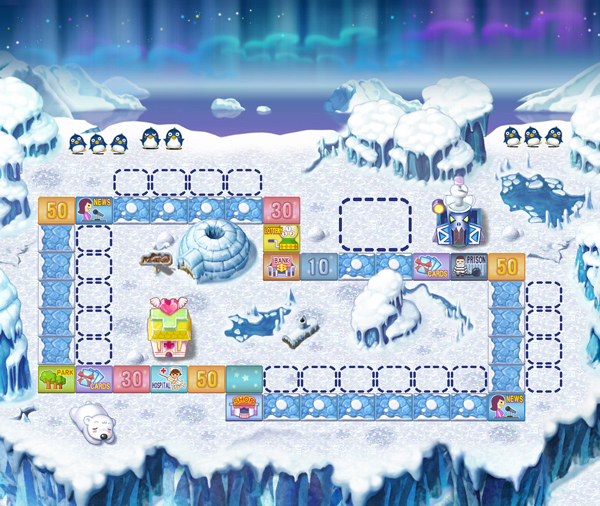 50
NEWS
30
LOTTERY
BANK
10
CARDS
PRISON
50
PARK
CARDS
30
HOSPITAL
50
SHOP
NEWS